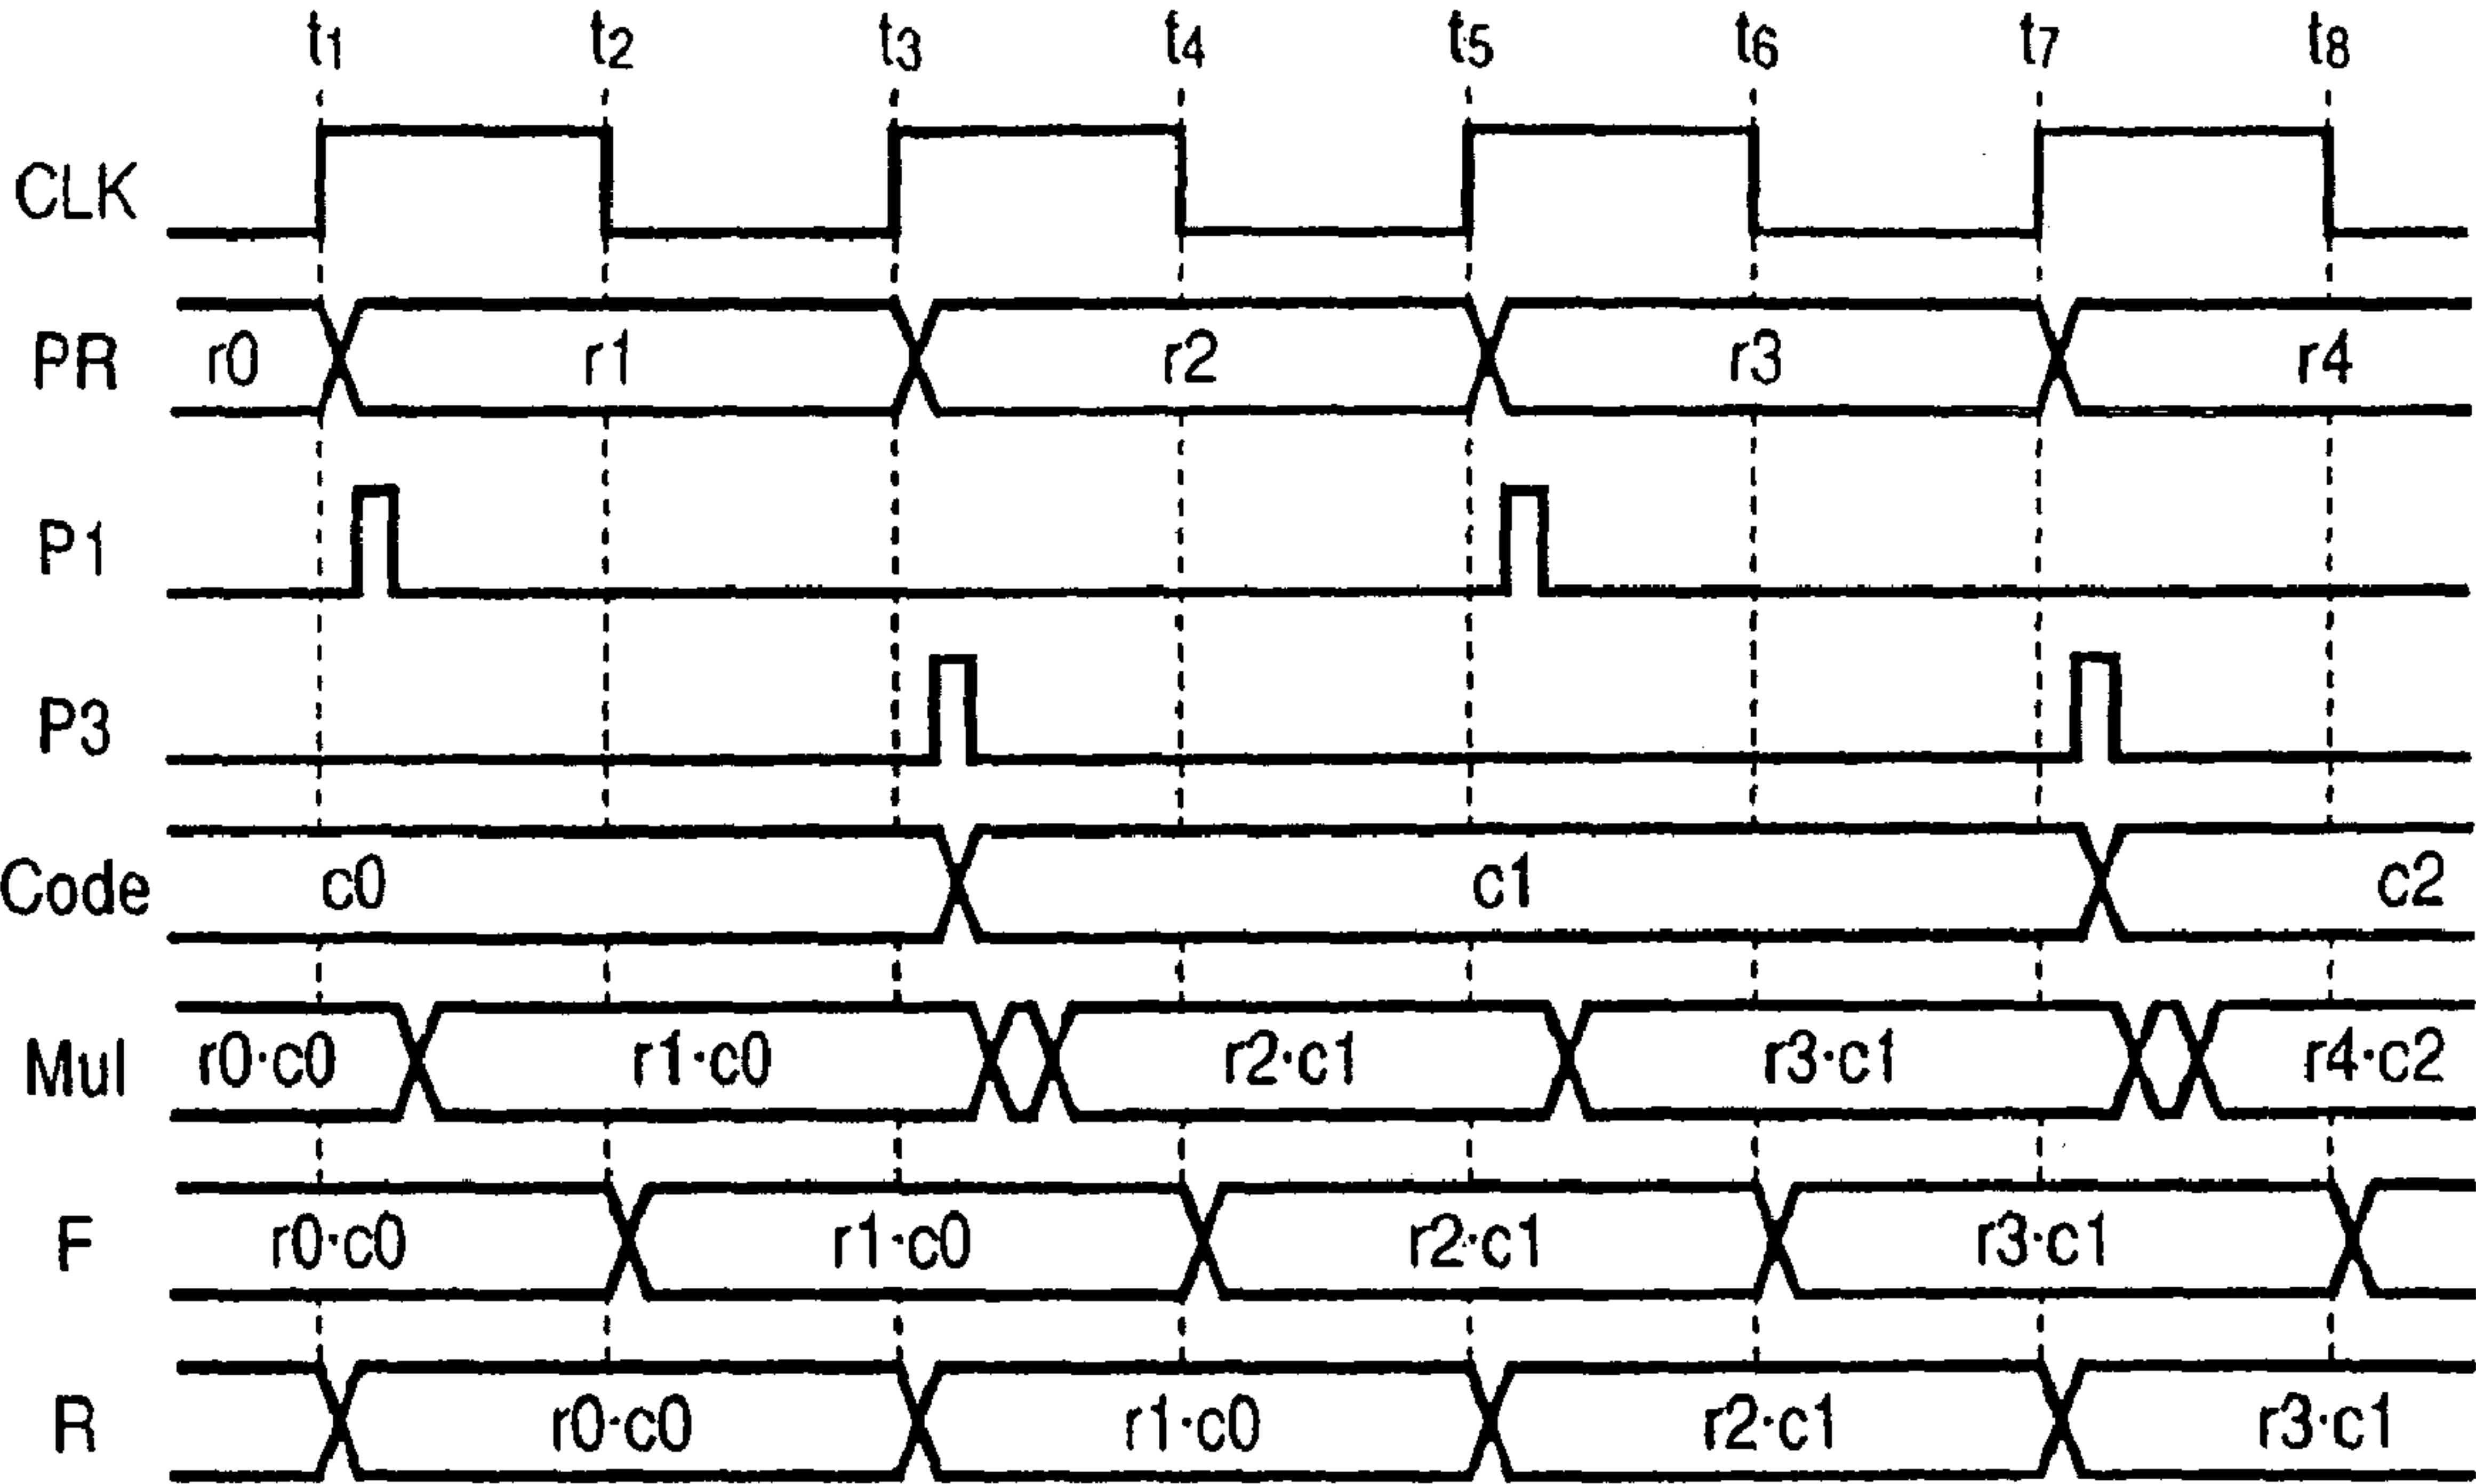 t1 t2 t3 t4 t5 t6 t7 t8
CLK
PR r0 r1 r2 r3 r4
P1
P3
Code c0 c1 c2
Mul r0·c0 r1·c0 r2·c1 r3·c1 r4·c2
F r0·c0 r1·c0 r2·c1 r3·c1
R r0·c0 r1·c0 r2·c1 r3·c1